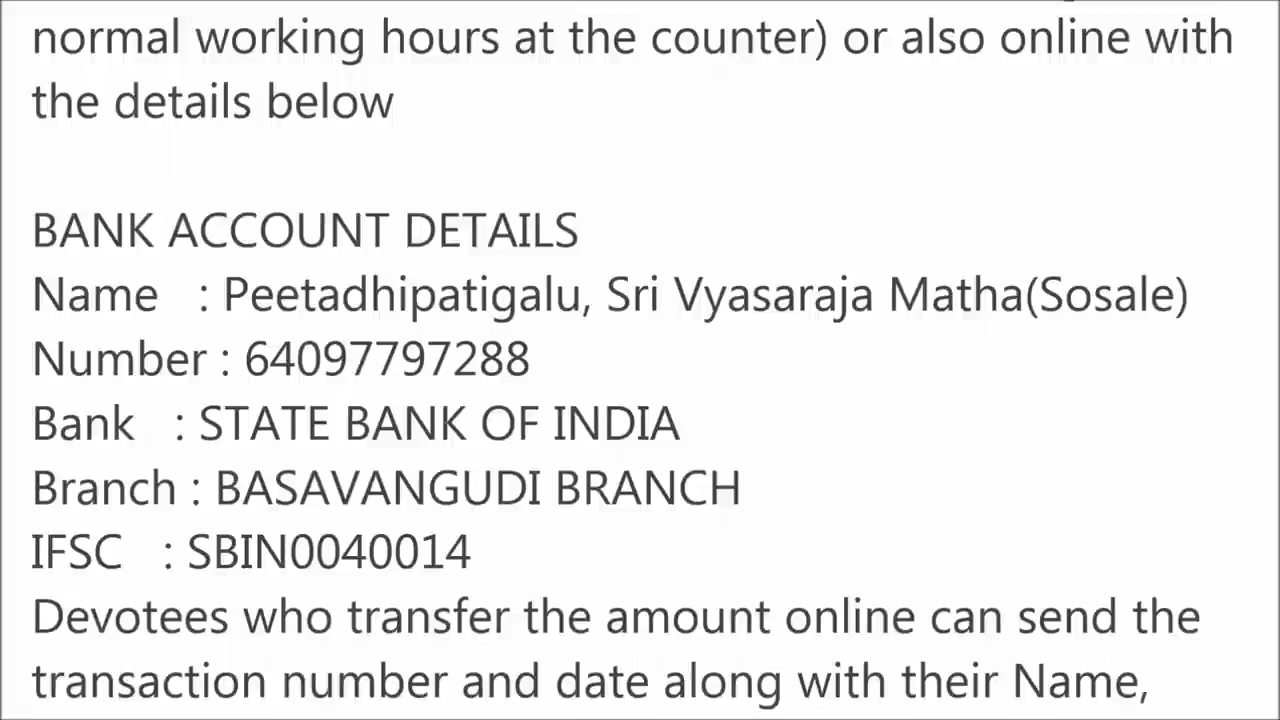 normal working hours at the counter) or also online with
the details below
BANK ACCOUNT DETAILS
Name : Peetadhipatigalu, Sri Vyasaraja Matha(Sosale)
Number : 64097797288
Bank : STATE BANK OF INDIA
Branch : BASAVANGUDI BRANCH
IFSC : SBIN0040014
Devotees who transfer the amount online can send the
transaction number and date along with their Name,